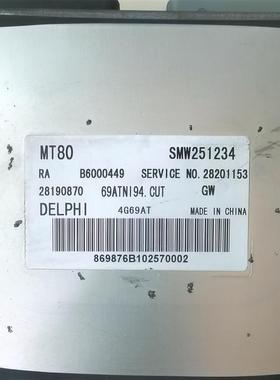 MT80 SMW251234
RA B6000449 SERVICE NO.28201153
28190870 69ATNI94.CUT GW
DELPHI 4G69AT MADE IN CHINA
869876B102570002